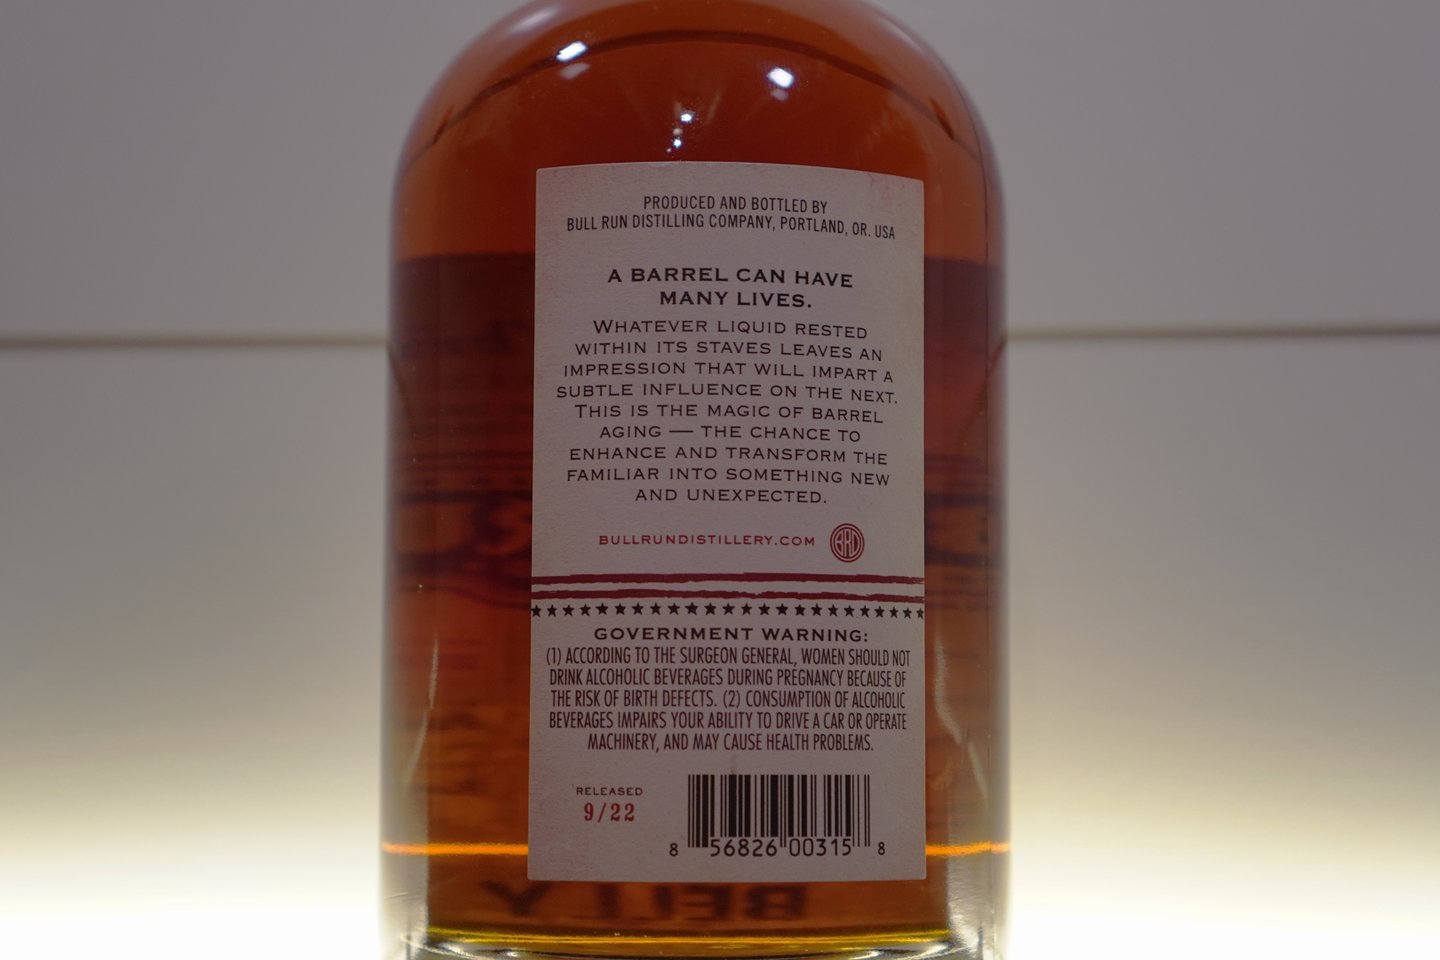 PRODUCED AND BOTTLED BY
BULL RUN DISTILLING COMPANY, PORTLAND, OR. USA
A BARREL CAN HAVE
MANY LIVES.
WHATEVER LIQUID RESTED
WITHIN ITS STAVES LEAVES AN
IMPRESSION THAT WILL IMPART A
SUBTLE INFLUENCE ON THE NEXT.
THIS IS THE MAGIC OF BARREL
AGING — THE CHANCE TO
ENHANCE AND TRANSFORM THE
FAMILIAR INTO SOMETHING NEW
AND UNEXPECTED.
BULLRUNDISTILLERY.COM BRD
GOVERNMENT WARNING:
(1) ACCORDING TO THE SURGEON GENERAL, WOMEN SHOULD NOT
DRINK ALCOHOLIC BEVERAGES DURING PREGNANCY BECAUSE OF
THE RISK OF BIRTH DEFECTS. (2) CONSUMPTION OF ALCOHOLIC
BEVERAGES IMPAIRS YOUR ABILITY TO DRIVE A CAR OR OPERATE
MACHINERY, AND MAY CAUSE HEALTH PROBLEMS.
RELEASED
9/22
8 56826 00315 8
BELLY